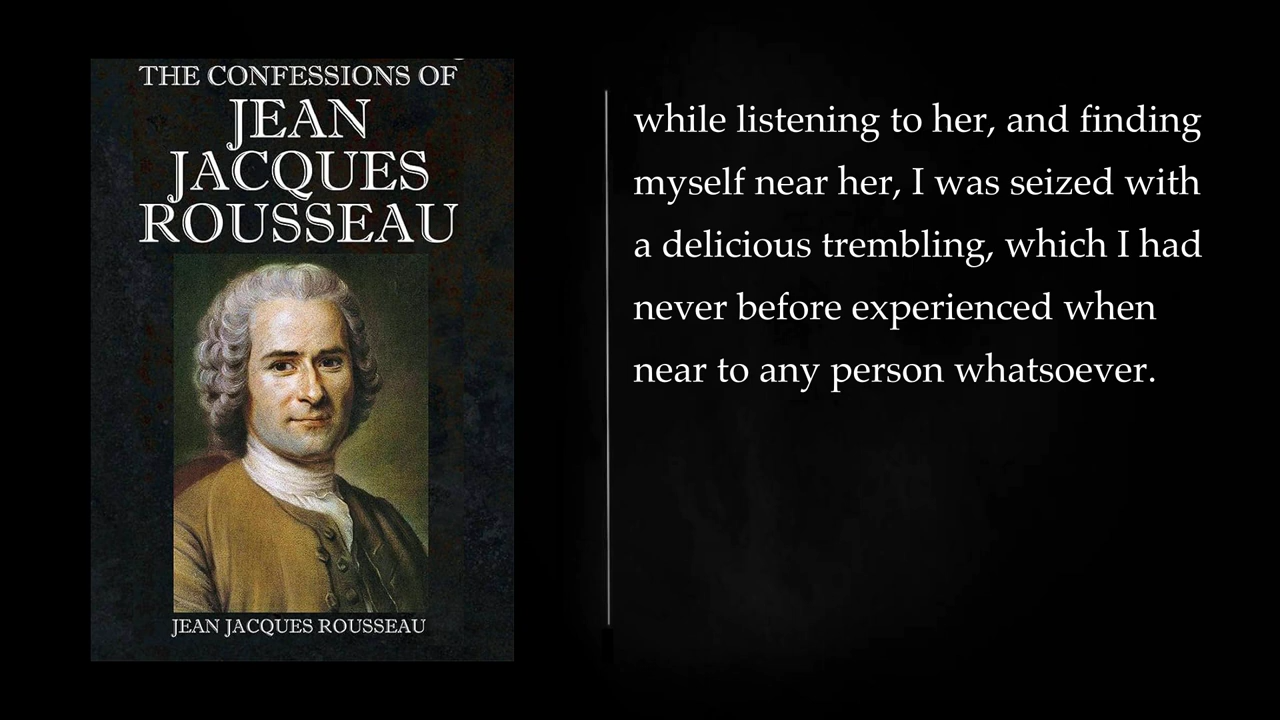 THE CONFESSIONS OF
JEAN
JACQUES
ROUSSEAU
JEAN JACQUES ROUSSEAU
while listening to her, and finding
myself near her, I was seized with
a delicious trembling, which I had
never before experienced when
near to any person whatsoever.